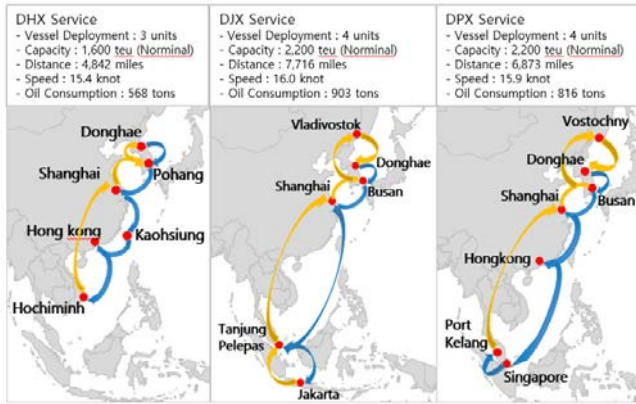 DHX Service
- Vessel Deployment : 3 units
- Capacity : 1,600 teu (Norminal)
- Distance : 4,842 miles
- Speed : 15.4 knot
- Oil Consumption : 568 tons
DJX Service
- Vessel Deployment : 4 units
- Capacity : 2,200 teu (Norminal)
- Distance : 7,716 miles
- Speed : 16.0 knot
- Oil Consumption : 903 tons
DPX Service
- Vessel Deployment : 4 units
- Capacity : 2,200 teu (Norminal)
- Distance : 6,873 miles
- Speed : 15.9 knot
- Oil Consumption : 816 tons
Donghae
Shanghai
Pohang
Hong kong
Kaohsiung
Hochiminh
Vladivostok
Donghae
Shanghai
Busan
Tanjung
Pelepas
Jakarta
Vostochny
Donghae
Shanghai
Busan
Hongkong
Port
Kelang
Singapore